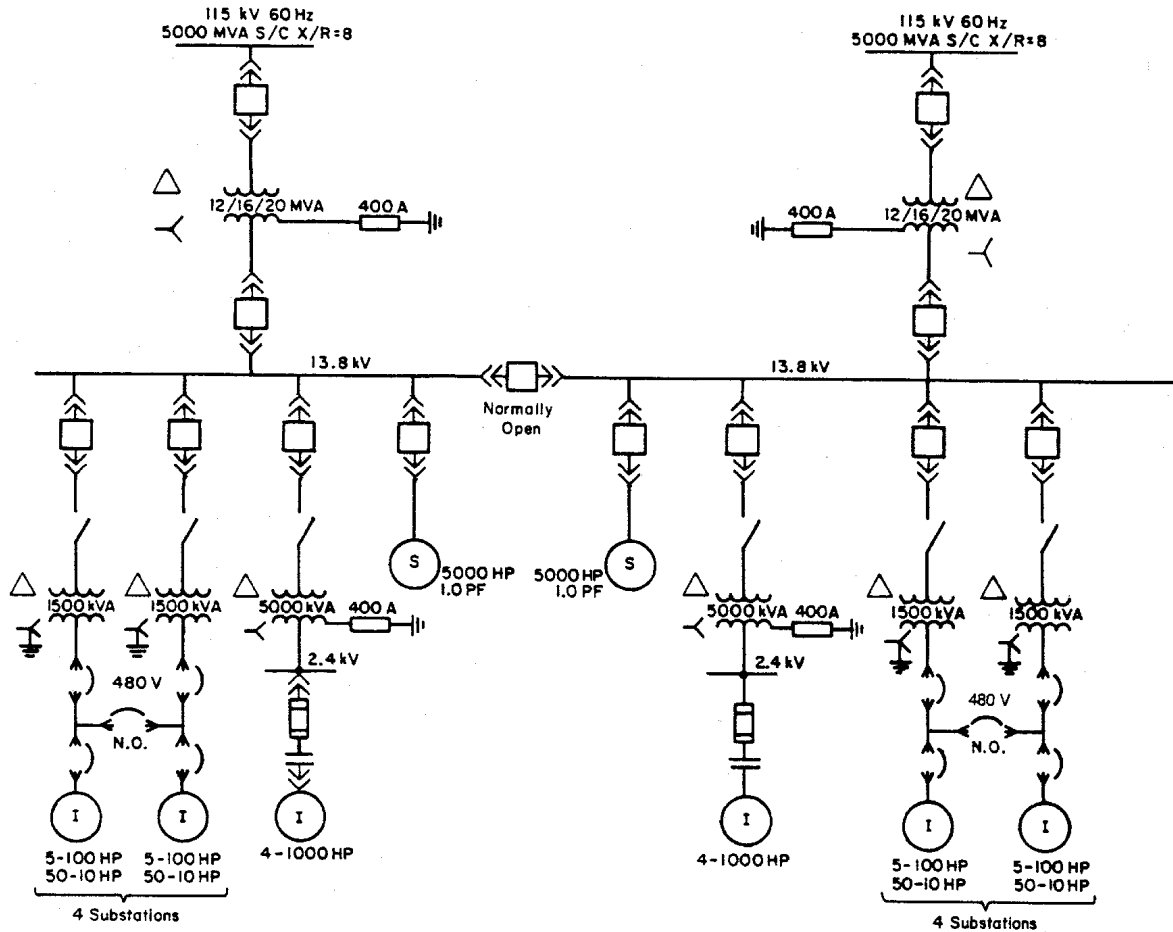 115 kV 60 Hz
5000 MVA S/C X/R=8
115 kV 60 Hz
5000 MVA S/C X/R=8
12/16/20 MVA
400 A
400 A
12/16/20 MVA
13.8 kV
13.8 kV
Normally
Open
S
5000 HP
1.0 PF
S
5000 HP
1.0 PF
1500 kVA
1500 kVA
5000 kVA
400 A
5000 kVA
400A
1500 kVA
1500 kVA
2.4 kV
2.4 kV
480 V
N.O.
480 V
N.O.
I
I
I
I
I
I
5-100 HP
50-10 HP
5-100 HP
50-10 HP
4-1000 HP
4-1000 HP
5-100 HP
50-10 HP
5-100 HP
50-10 HP
4 Substations
4 Substations